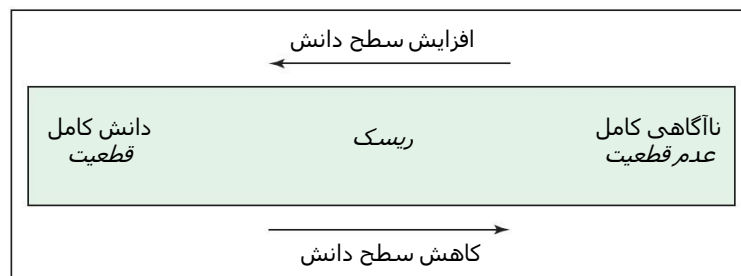 افزایش سطح دانش
ناآگاهی کامل
عدم قطعیت
ریسک
دانش کامل
قطعیت
کاهش سطح دانش